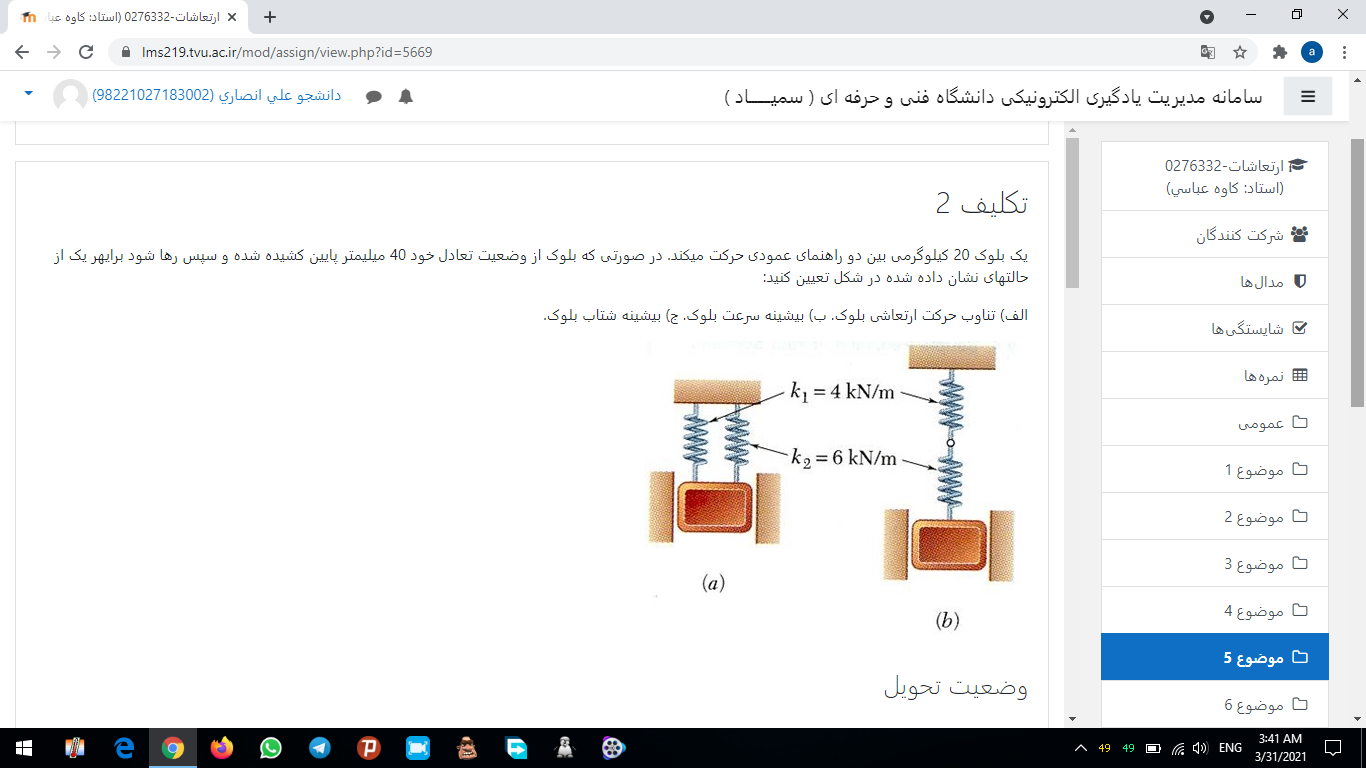 ارتعاشات-0276332 (استاد: کاوه عبا
lms219.tvu.ac.ir/mod/assign/view.php?id=5669
a
سامانه مدیریت یادگیری الکترونیکی دانشگاه فنی و حرفه ای ( سمیـــــاد )
دانشجو علي انصاري (98221027183002)
ارتعاشات-0276332
(استاد: کاوه عباسي)
شرکت کنندگان
مدال‌ها
شایستگی‌ها
نمره‌ها
عمومی
موضوع 1
موضوع 2
موضوع 3
موضوع 4
موضوع 5
موضوع 6
تکلیف 2
یک بلوک 20 کیلوگرمی بین دو راهنمای عمودی حرکت میکند. در صورتی که بلوک از وضعیت تعادل خود 40 میلیمتر پایین کشیده شده و سپس رها شود برایهر یک از
حالتهای نشان داده شده در شکل تعیین کنید:
الف) تناوب حرکت ارتعاشی بلوک. ب) بیشینه سرعت بلوک. ج) بیشینه شتاب بلوک.
k₁ = 4 kN/m
k₂ = 6 kN/m
(a)
(b)
وضعیت تحویل
49 49 ENG 3:41 AM
3/31/2021